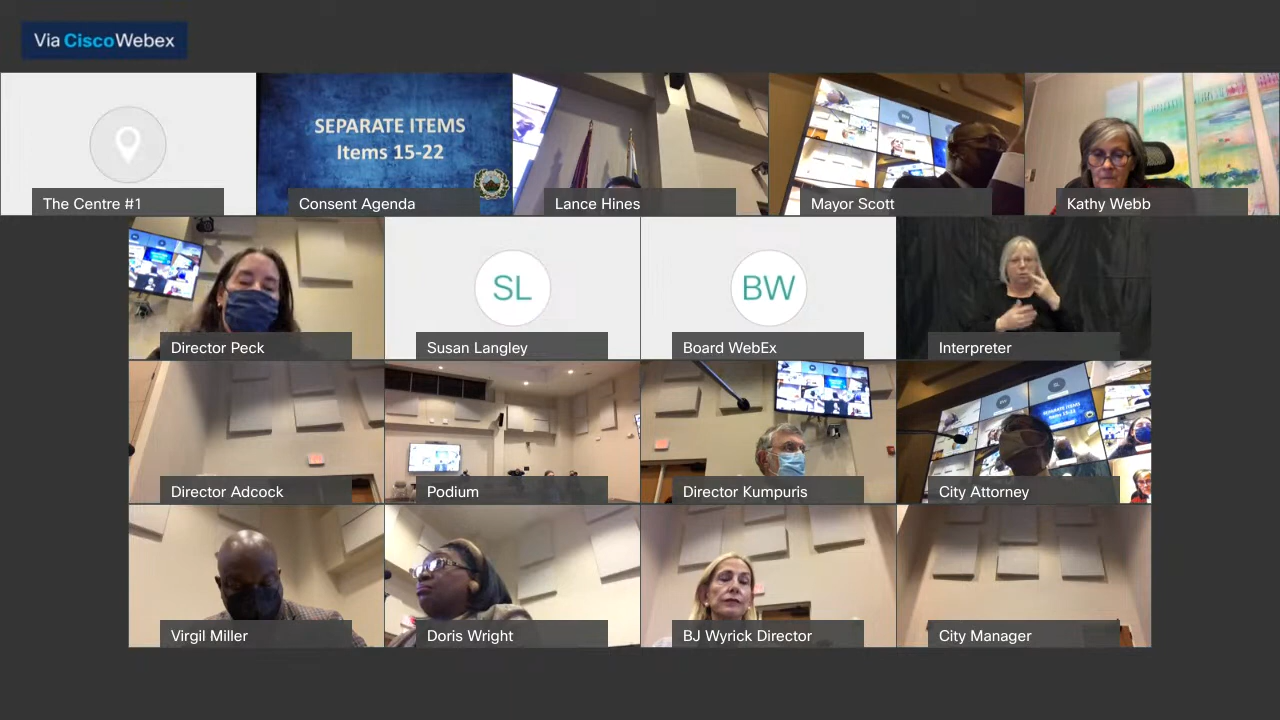 Via Cisco Webex
SEPARATE ITEMS
Items 15-22
The Centre #1
Consent Agenda
Lance Hines
Mayor Scott
Kathy Webb
SL
BW
Director Peck
Susan Langley
Board WebEx
Interpreter
Director Adcock
Podium
Director Kumpuris
City Attorney
Virgil Miller
Doris Wright
BJ Wyrick Director
City Manager